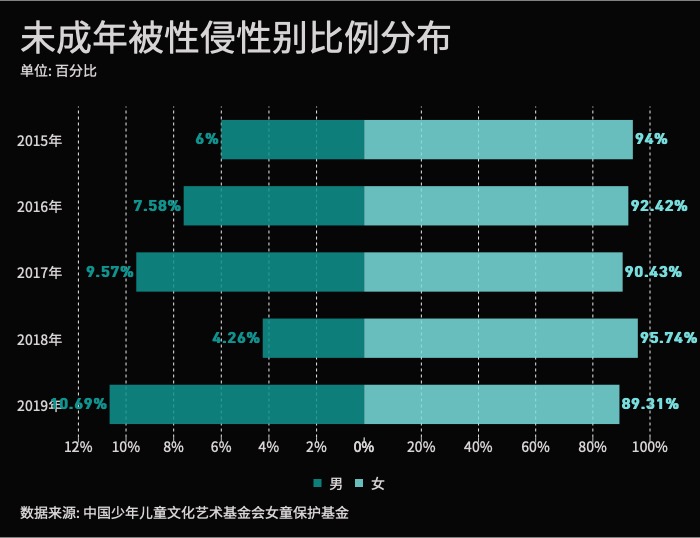 未成年被性侵性别比例分布
单位: 百分比
2015年 6% 94%
2016年 7.58% 92.42%
2017年 9.57% 90.43%
2018年 4.26% 95.74%
2019年 10.69% 89.31%
12% 10% 8% 6% 4% 2% 0% 20% 40% 60% 80% 100%
男 女
数据来源: 中国少年儿童文化艺术基金会女童保护基金